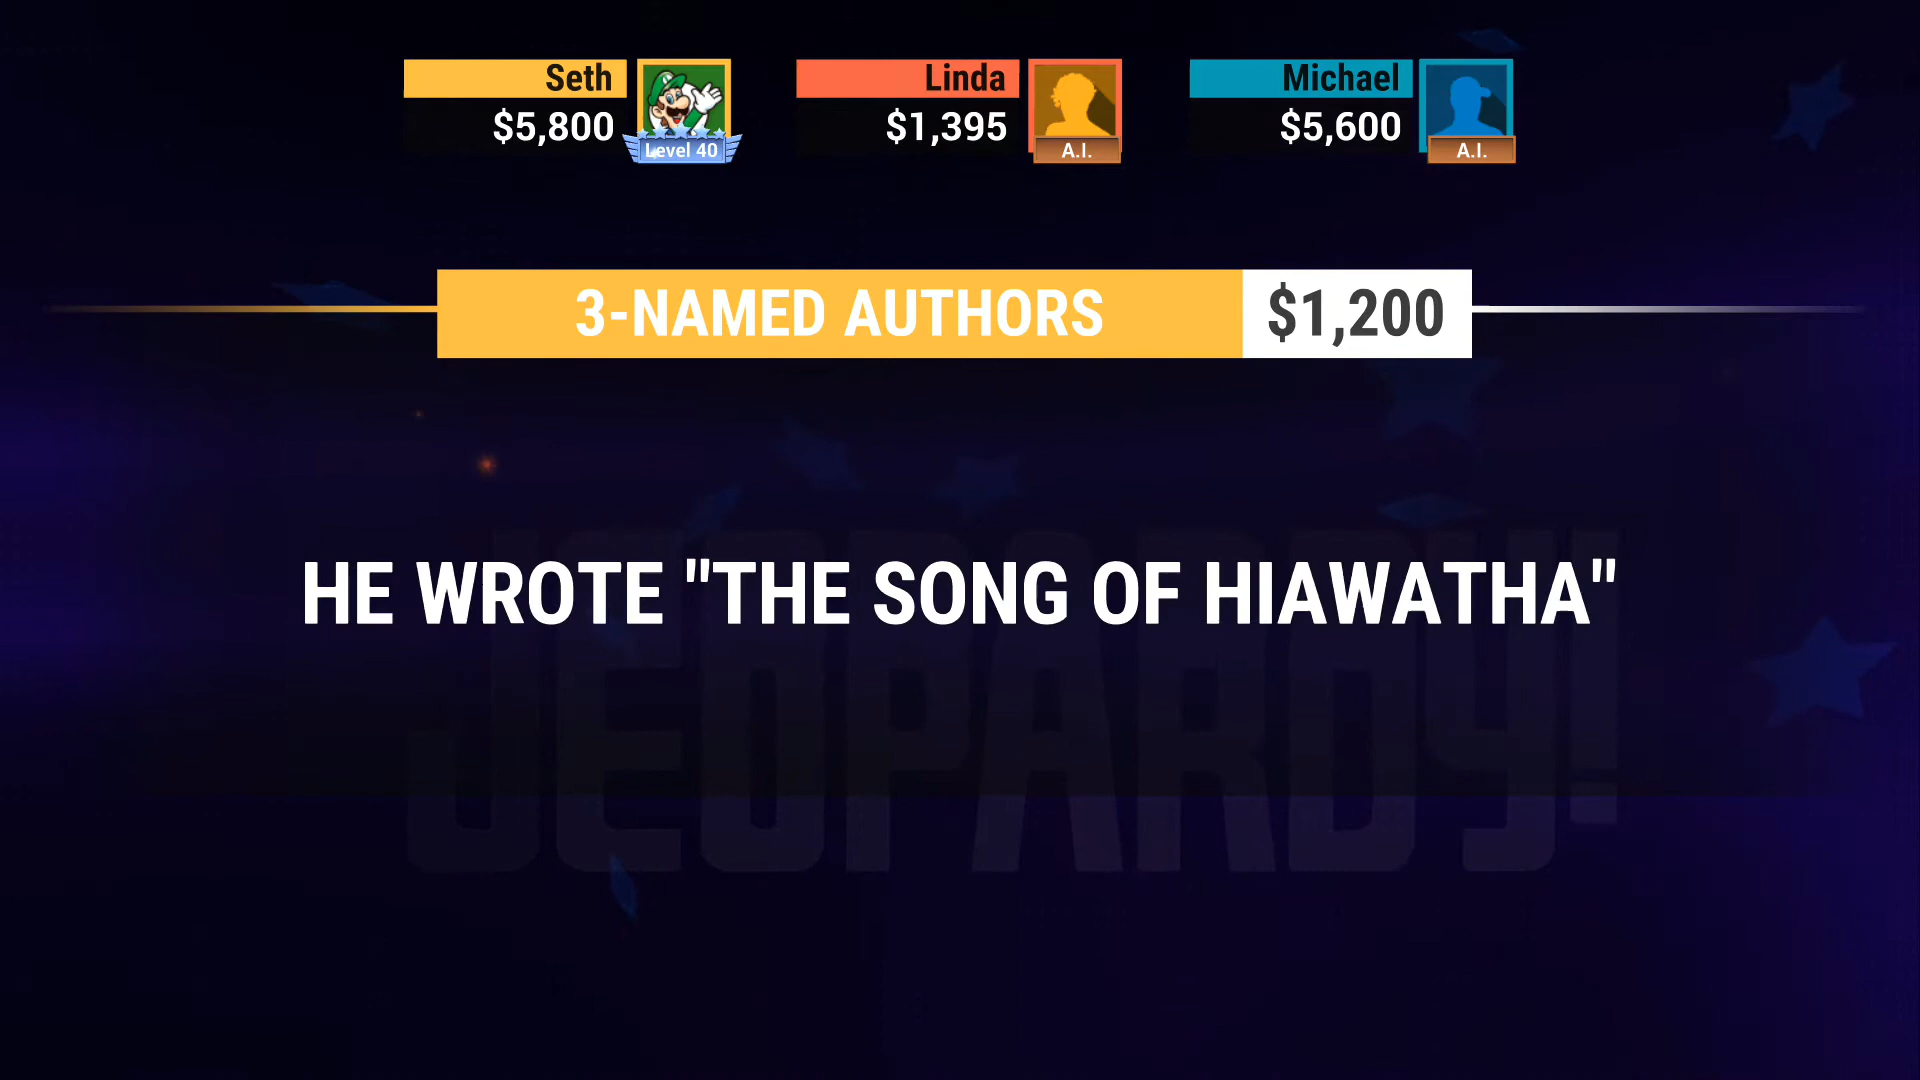 Seth
$5,800
Level 40
Linda
$1,395
A.I.
Michael
$5,600
A.I.
3-NAMED AUTHORS
$1,200
HE WROTE "THE SONG OF HIAWATHA"
JEOPARDY!